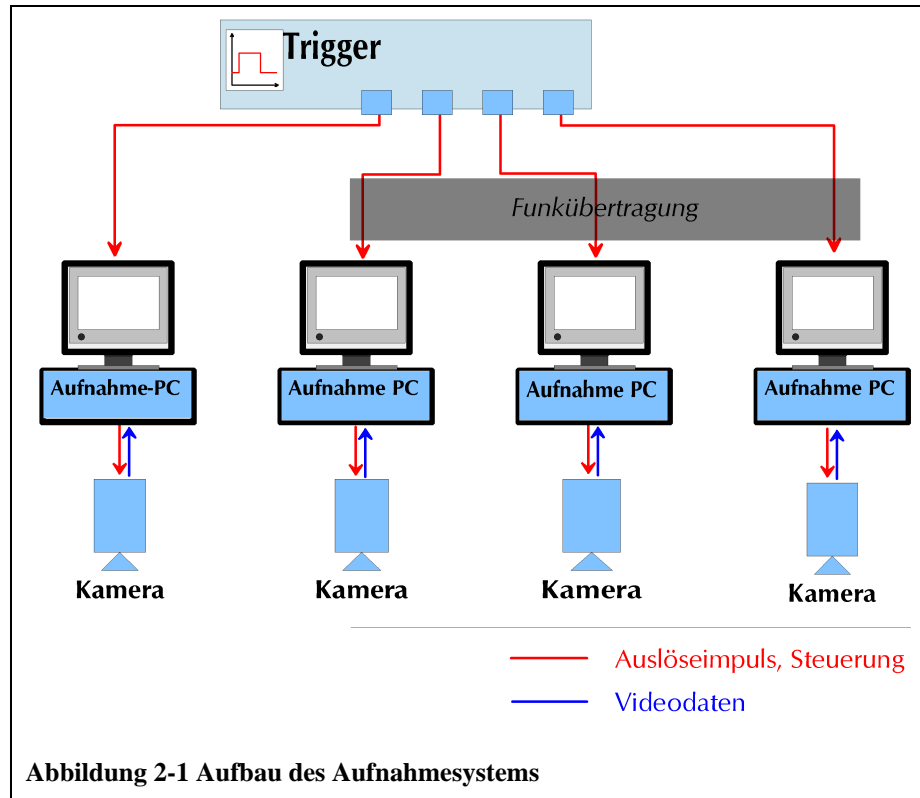 Trigger
Funkübertragung
Aufnahme-PC
Aufnahme PC
Aufnahme PC
Aufnahme PC
Kamera
Kamera
Kamera
Kamera
Auslöseimpuls, Steuerung
Videodaten
Abbildung 2-1 Aufbau des Aufnahmesystems